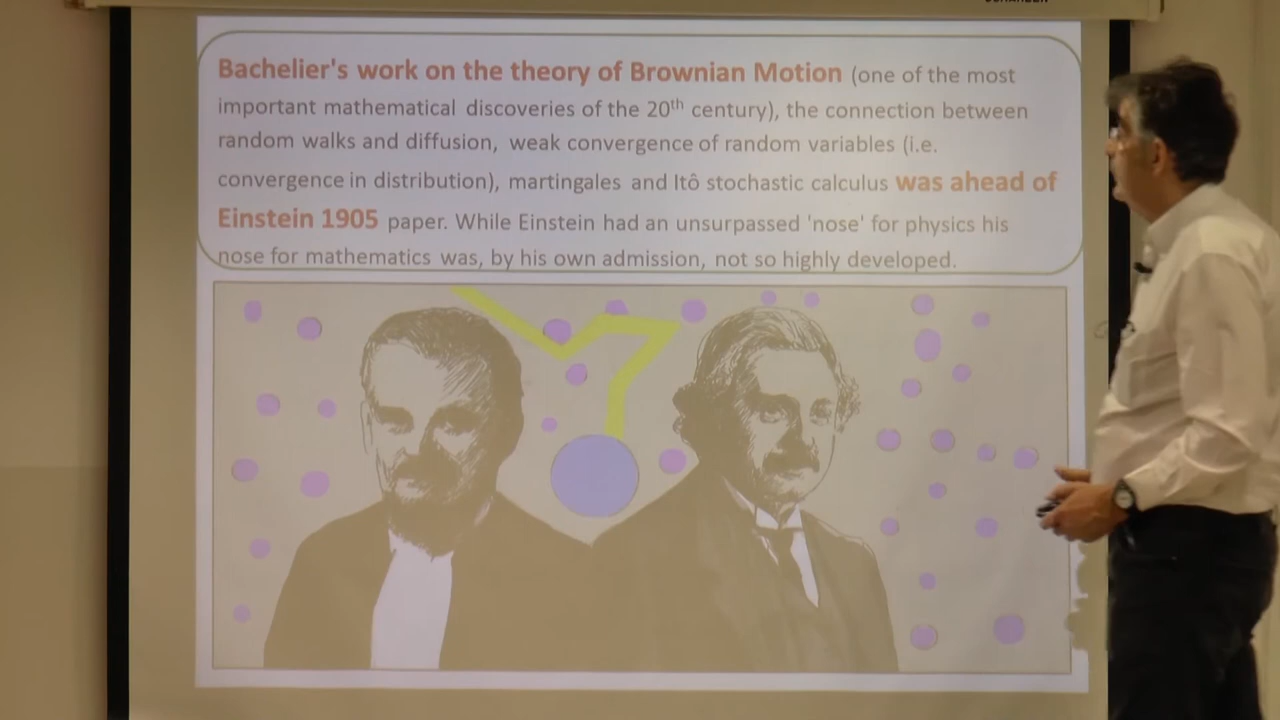 Bachelier's work on the theory of Brownian Motion (one of the most
important mathematical discoveries of the 20th century), the connection between
random walks and diffusion, weak convergence of random variables (i.e.
convergence in distribution), martingales and Itô stochastic calculus was ahead of
Einstein 1905 paper. While Einstein had an unsurpassed 'nose' for physics his
nose for mathematics was, by his own admission, not so highly developed.